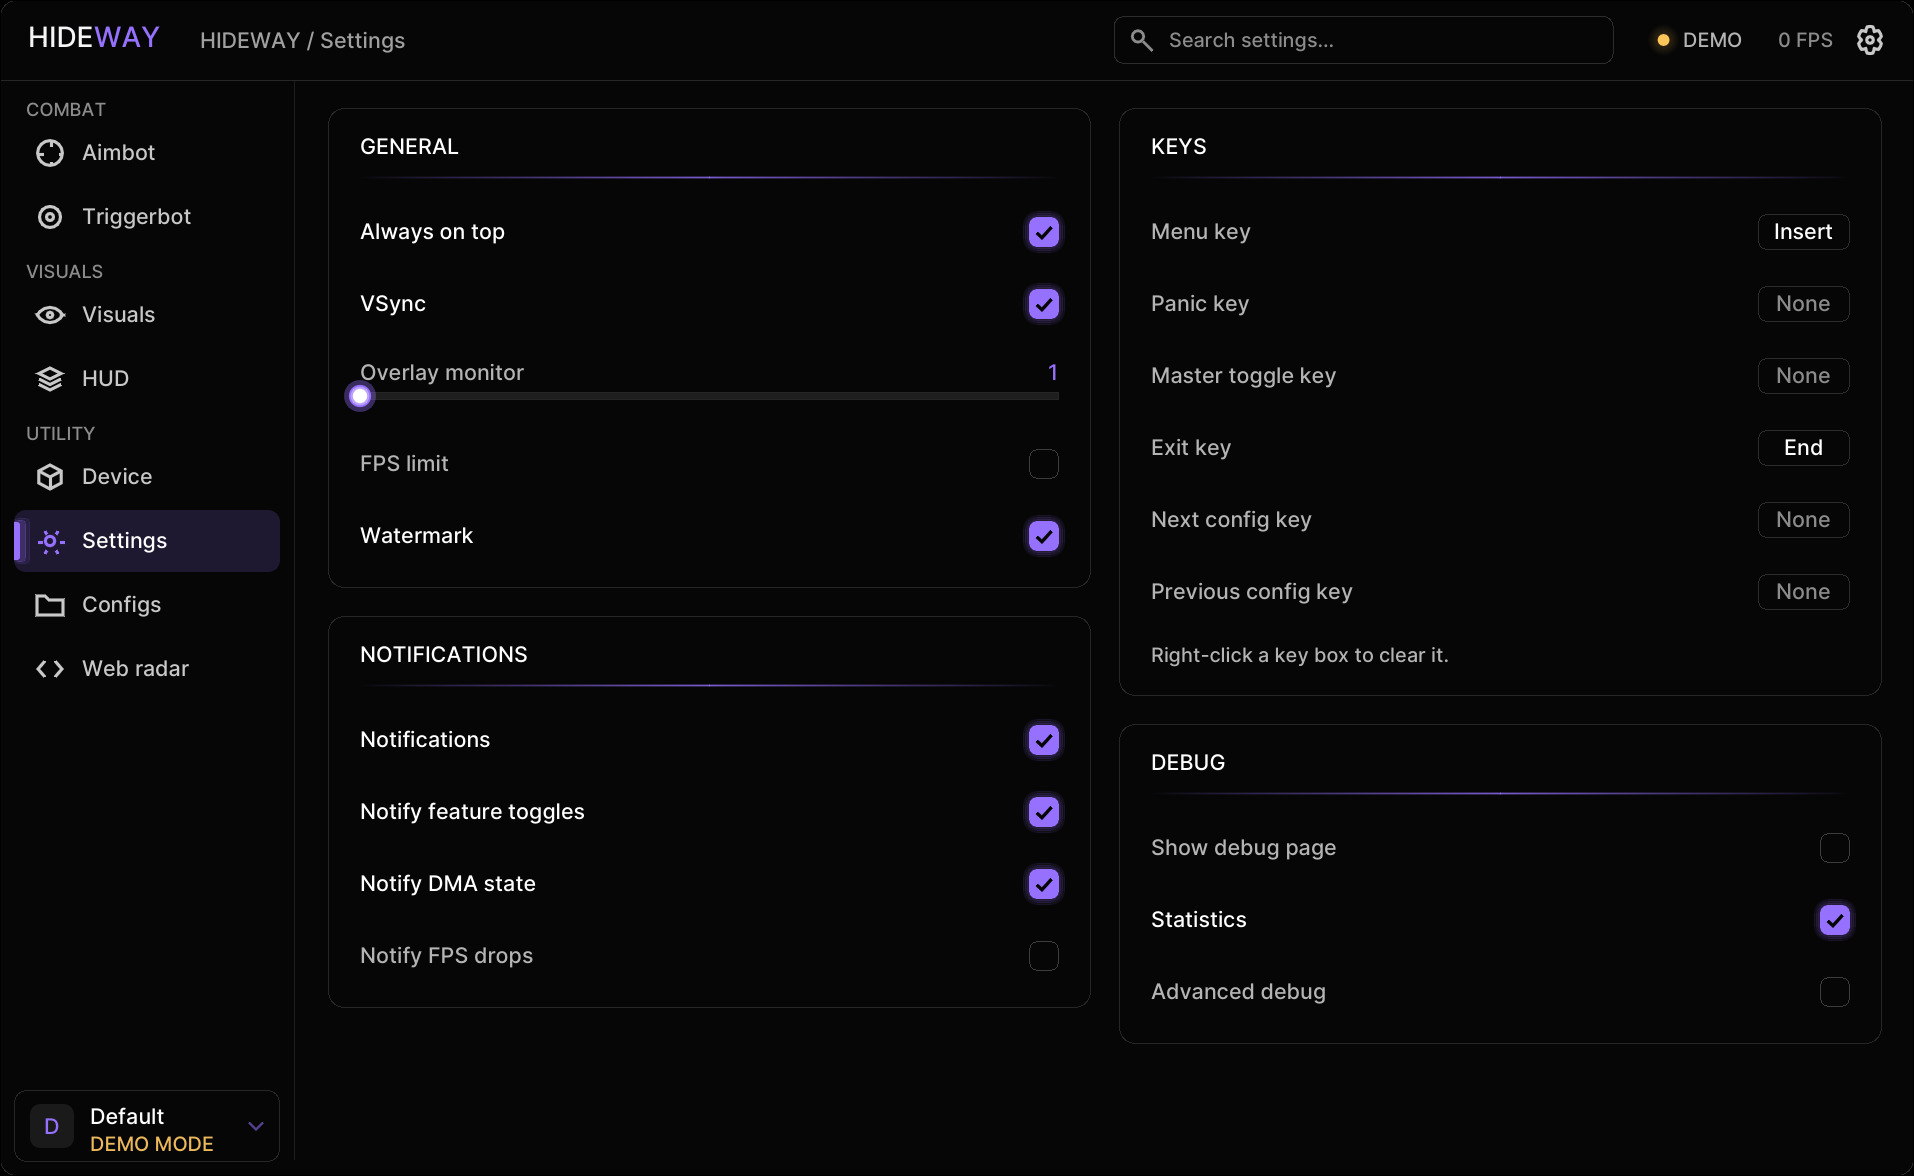 HIDEWAY
HIDEWAY / Settings
Search settings...
DEMO
0 FPS
COMBAT
Aimbot
Triggerbot
VISUALS
Visuals
HUD
UTILITY
Device
Settings
Configs
Web radar
D
Default
DEMO MODE
GENERAL
Always on top
VSync
Overlay monitor 1
FPS limit
Watermark
NOTIFICATIONS
Notifications
Notify feature toggles
Notify DMA state
Notify FPS drops
KEYS
Menu key Insert
Panic key None
Master toggle key None
Exit key End
Next config key None
Previous config key None
Right-click a key box to clear it.
DEBUG
Show debug page
Statistics
Advanced debug